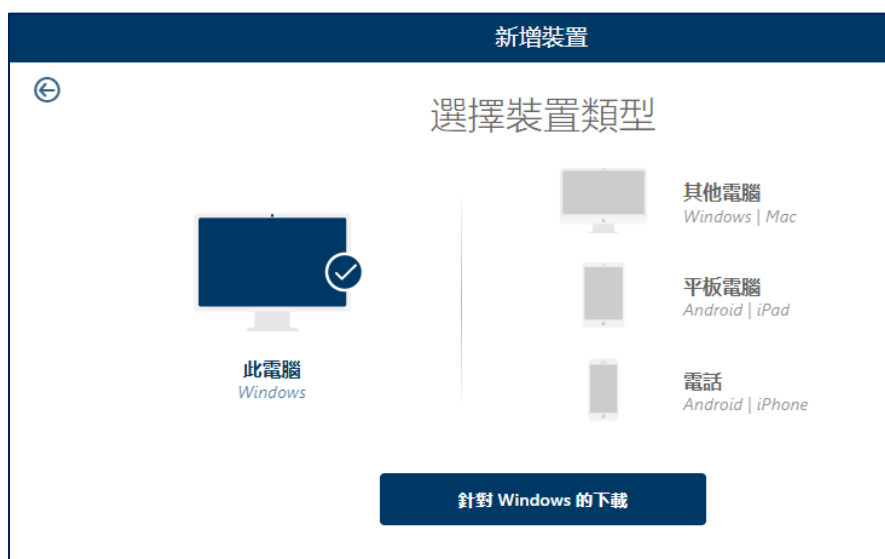 新增裝置
選擇裝置類型
此電腦
Windows
其他電腦
Windows | Mac
平板電腦
Android | iPad
電話
Android | iPhone
針對 Windows 的下載